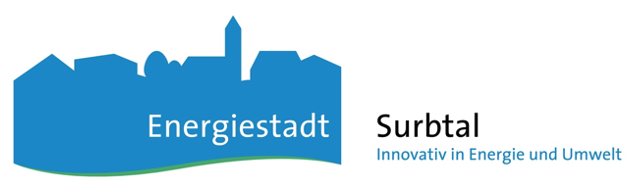 Energiestadt
Surbtal
Innovativ in Energie und Umwelt